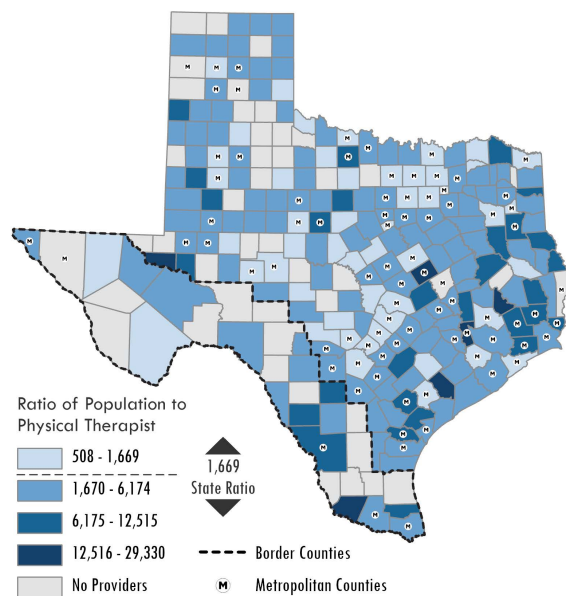 Ratio of Population to
Physical Therapist
508 - 1,669
1,670 - 6,174
6,175 - 12,515
12,516 - 29,330
No Providers
1,669
State Ratio
Border Counties
M Metropolitan Counties